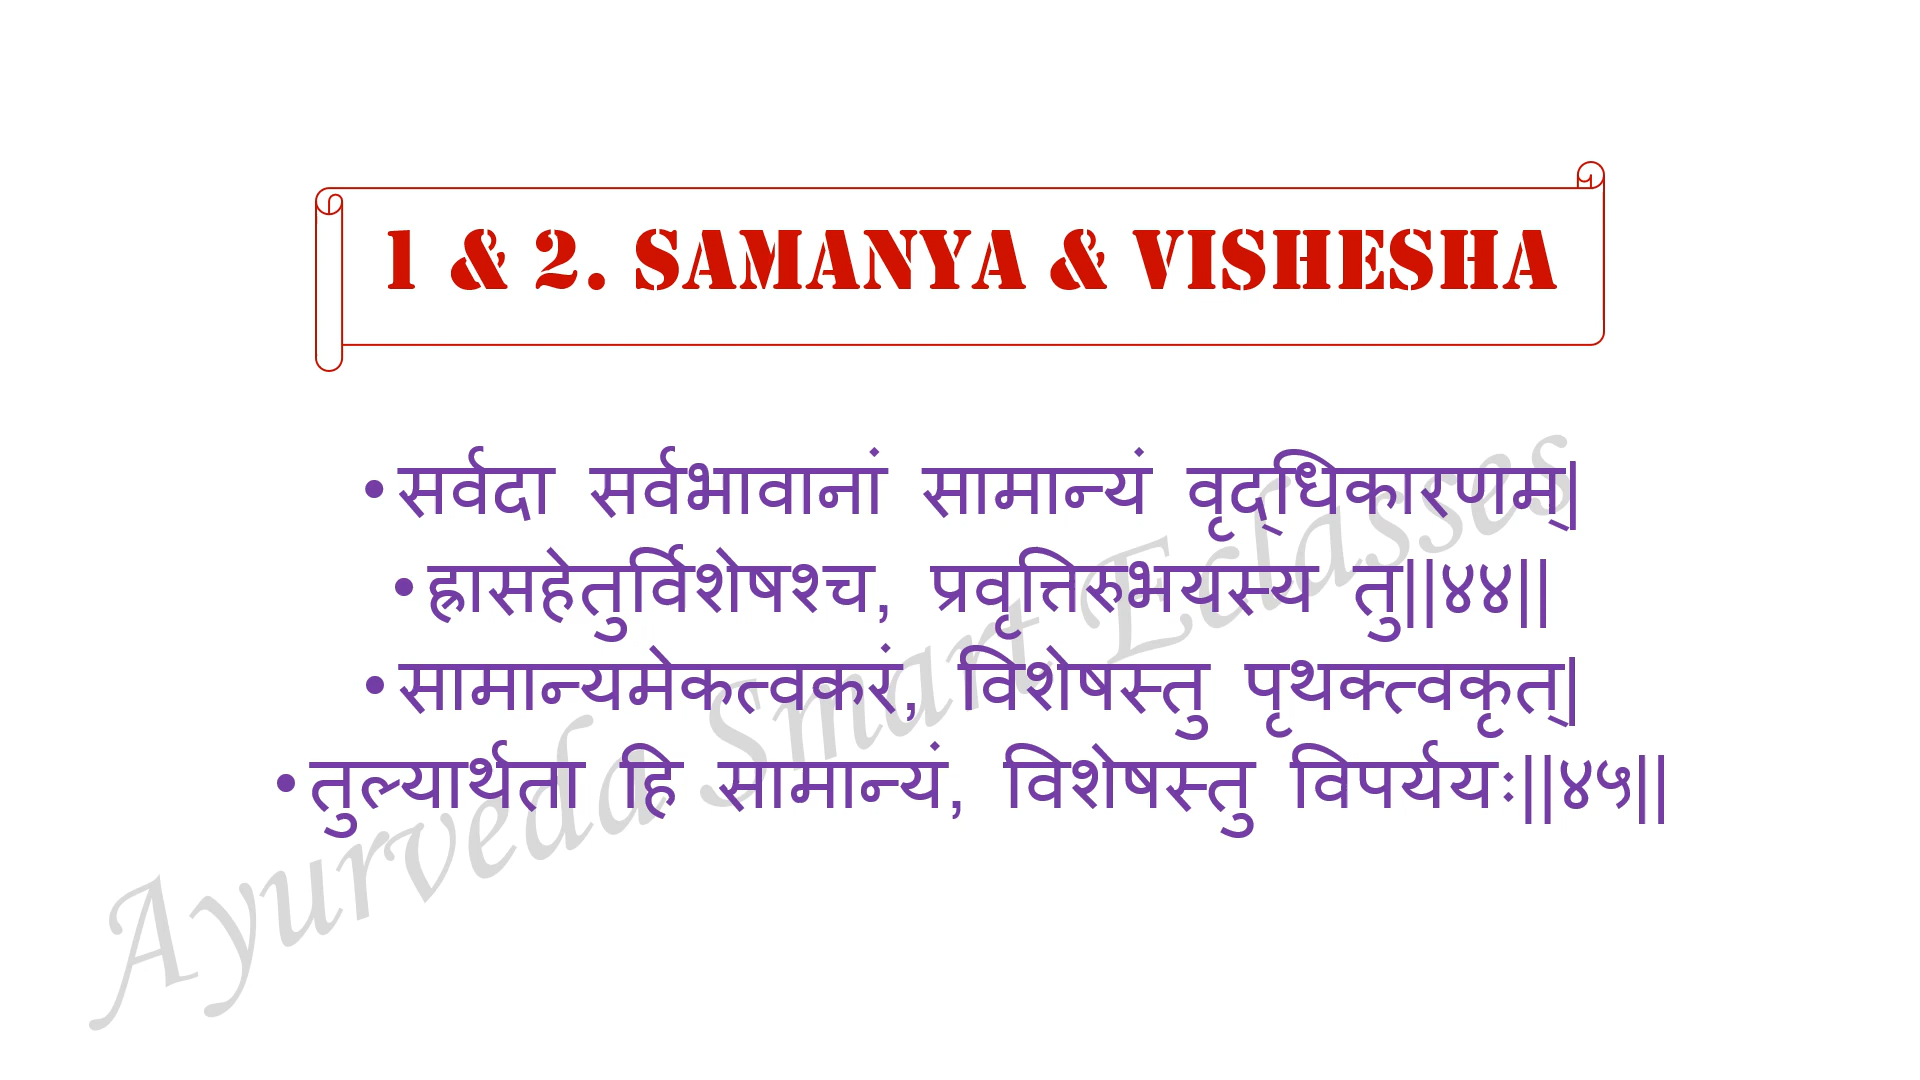 1 & 2. SAMANYA & VISHESHA
• सर्वदा सर्वभावानां सामान्यं वृद्‌धिकारणम्|
• ह्रासहेतुर्विशेषश्च, प्रवृत्तिरुभयस्य तु||४४||
• सामान्यमेकत्वकरं, विशेषस्तु पृथक्त्वकृत्|
• तुल्यार्थता हि सामान्यं, विशेषस्तु विपर्ययः||४५||
Ayurveda Smart Eclasses